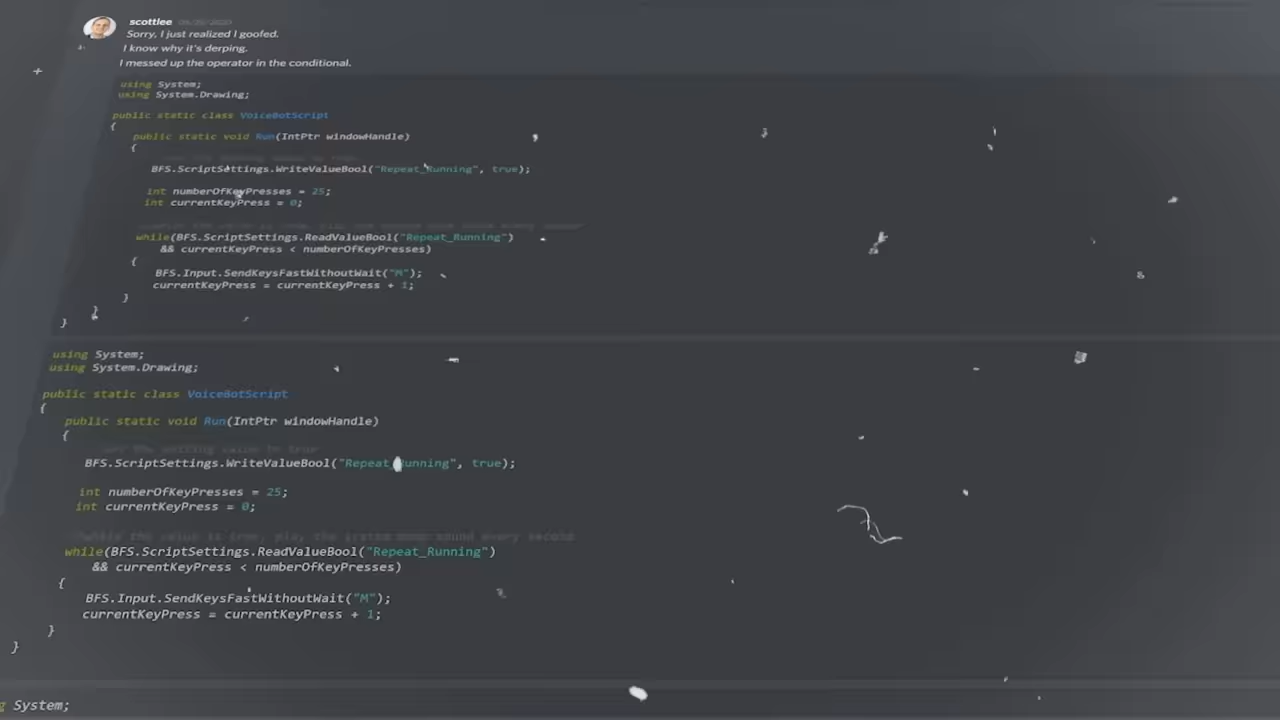 scottlee 09/20/2020
Sorry, I just realized I goofed.
I know why it's derping.
I messed up the operator in the conditional.
using System;
using System.Drawing;
public static class VoiceBotScript
{
public static void Run(IntPtr windowHandle)
{
BFS.ScriptSettings.WriteValueBool("Repeat_Running", true);
int numberOfKeyPresses = 25;
int currentKeyPress = 0;
while(BFS.ScriptSettings.ReadValueBool("Repeat_Running")
&& currentKeyPress < numberOfKeyPresses)
{
BFS.Input.SendKeysFastWithoutWait("M");
currentKeyPress = currentKeyPress + 1;
}
}
}
using System;
using System.Drawing;
public static class VoiceBotScript
{
public static void Run(IntPtr windowHandle)
{
BFS.ScriptSettings.WriteValueBool("Repeat_Running", true);
int numberOfKeyPresses = 25;
int currentKeyPress = 0;
while(BFS.ScriptSettings.ReadValueBool("Repeat_Running")
&& currentKeyPress < numberOfKeyPresses)
{
BFS.Input.SendKeysFastWithoutWait("M");
currentKeyPress = currentKeyPress + 1;
}
}
g System;